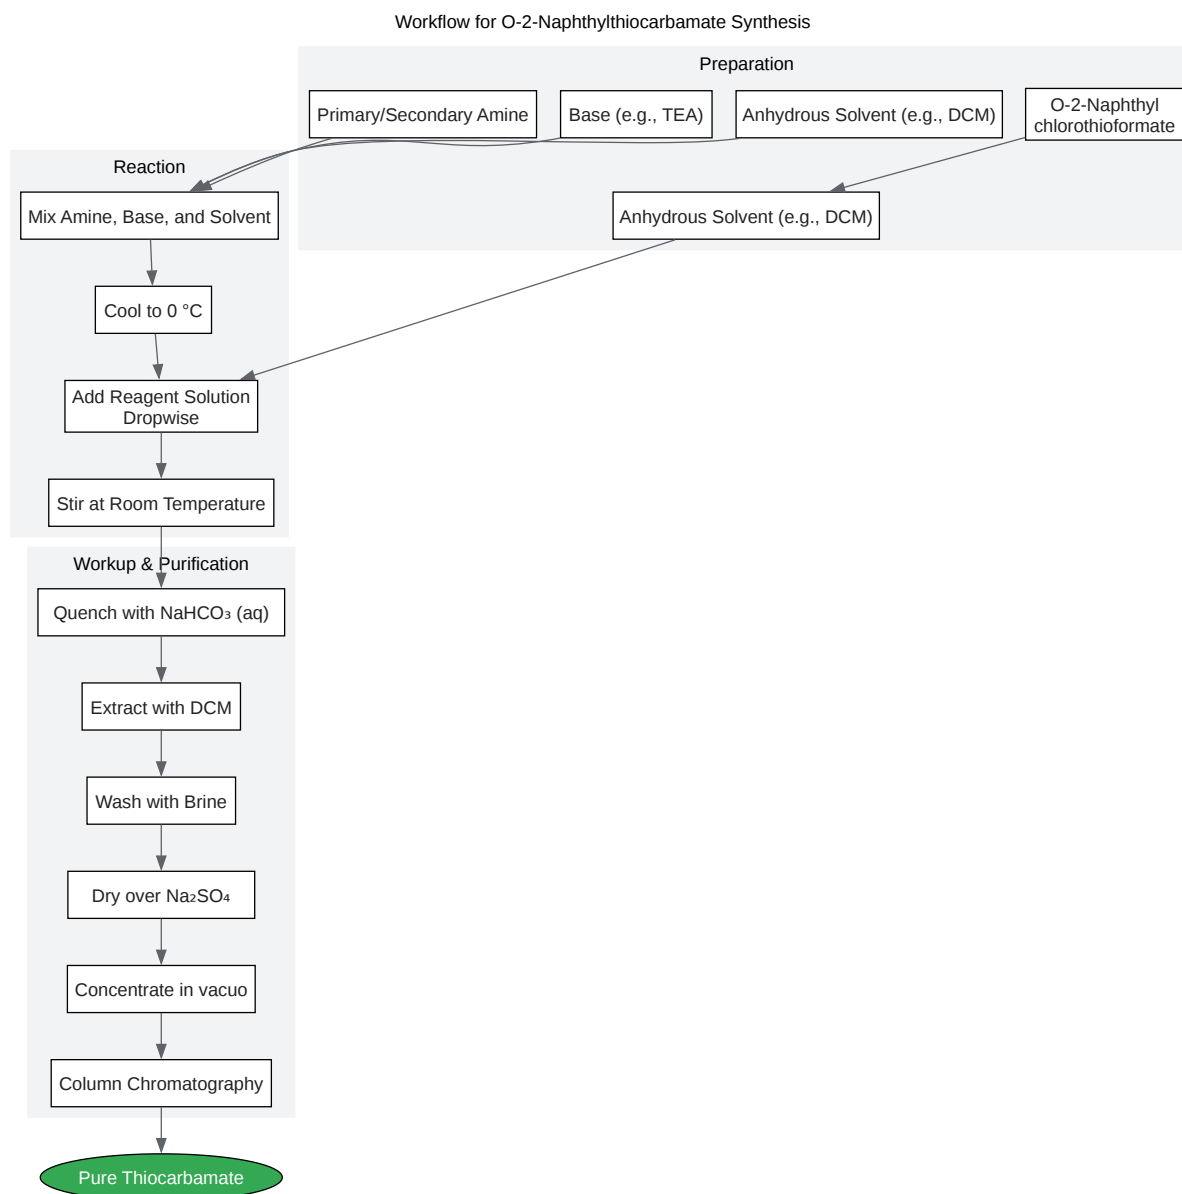 Workflow for O-2-Naphthylthiocarbamate Synthesis
Preparation
Primary/Secondary Amine
Base (e.g., TEA)
Anhydrous Solvent (e.g., DCM)
O-2-Naphthyl
chlorothioformate
Reaction
Mix Amine, Base, and Solvent
Anhydrous Solvent (e.g., DCM)
Cool to 0 °C
Add Reagent Solution
Dropwise
Stir at Room Temperature
Workup & Purification
Quench with NaHCO₃ (aq)
Extract with DCM
Wash with Brine
Dry over Na₂SO₄
Concentrate in vacuo
Column Chromatography
Pure Thiocarbamate